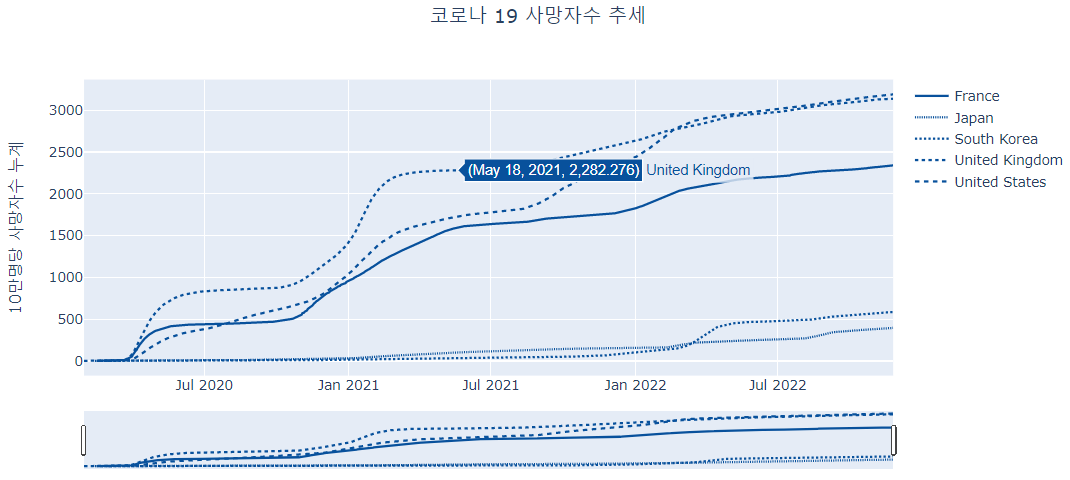 코로나 19 사망자수 추세
10만명당 사망자수 누계
3000
2500
2000
1500
1000
500
0
(May 18, 2021, 2,282.276) United Kingdom
Jul 2020
Jan 2021
Jul 2021
Jan 2022
Jul 2022
France
Japan
South Korea
United Kingdom
United States